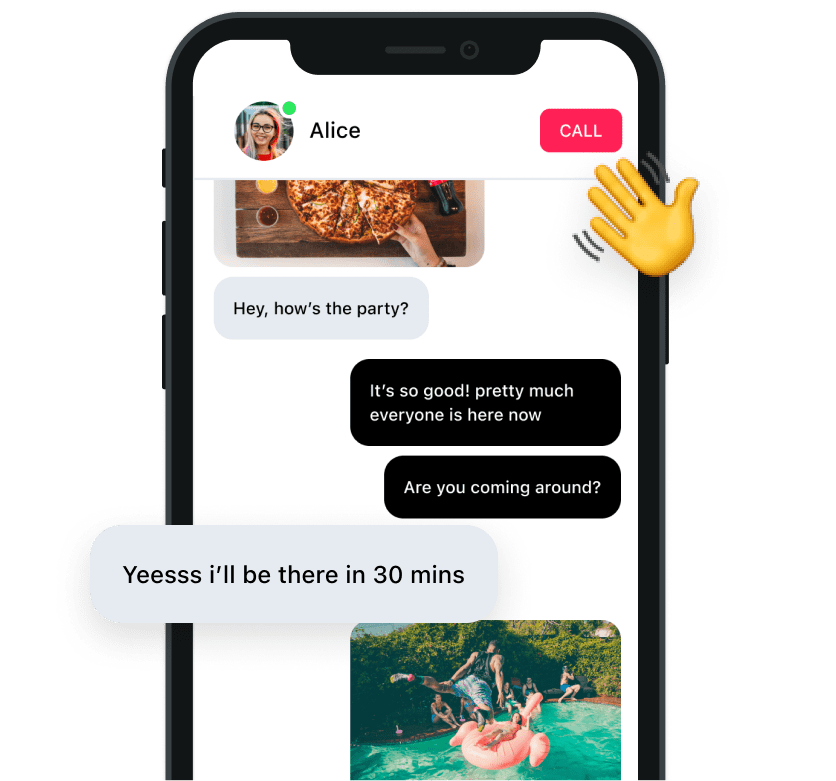 Alice
CALL
Hey, how’s the party?
It’s so good! pretty much
everyone is here now
Are you coming around?
Yeesss i’ll be there in 30 mins